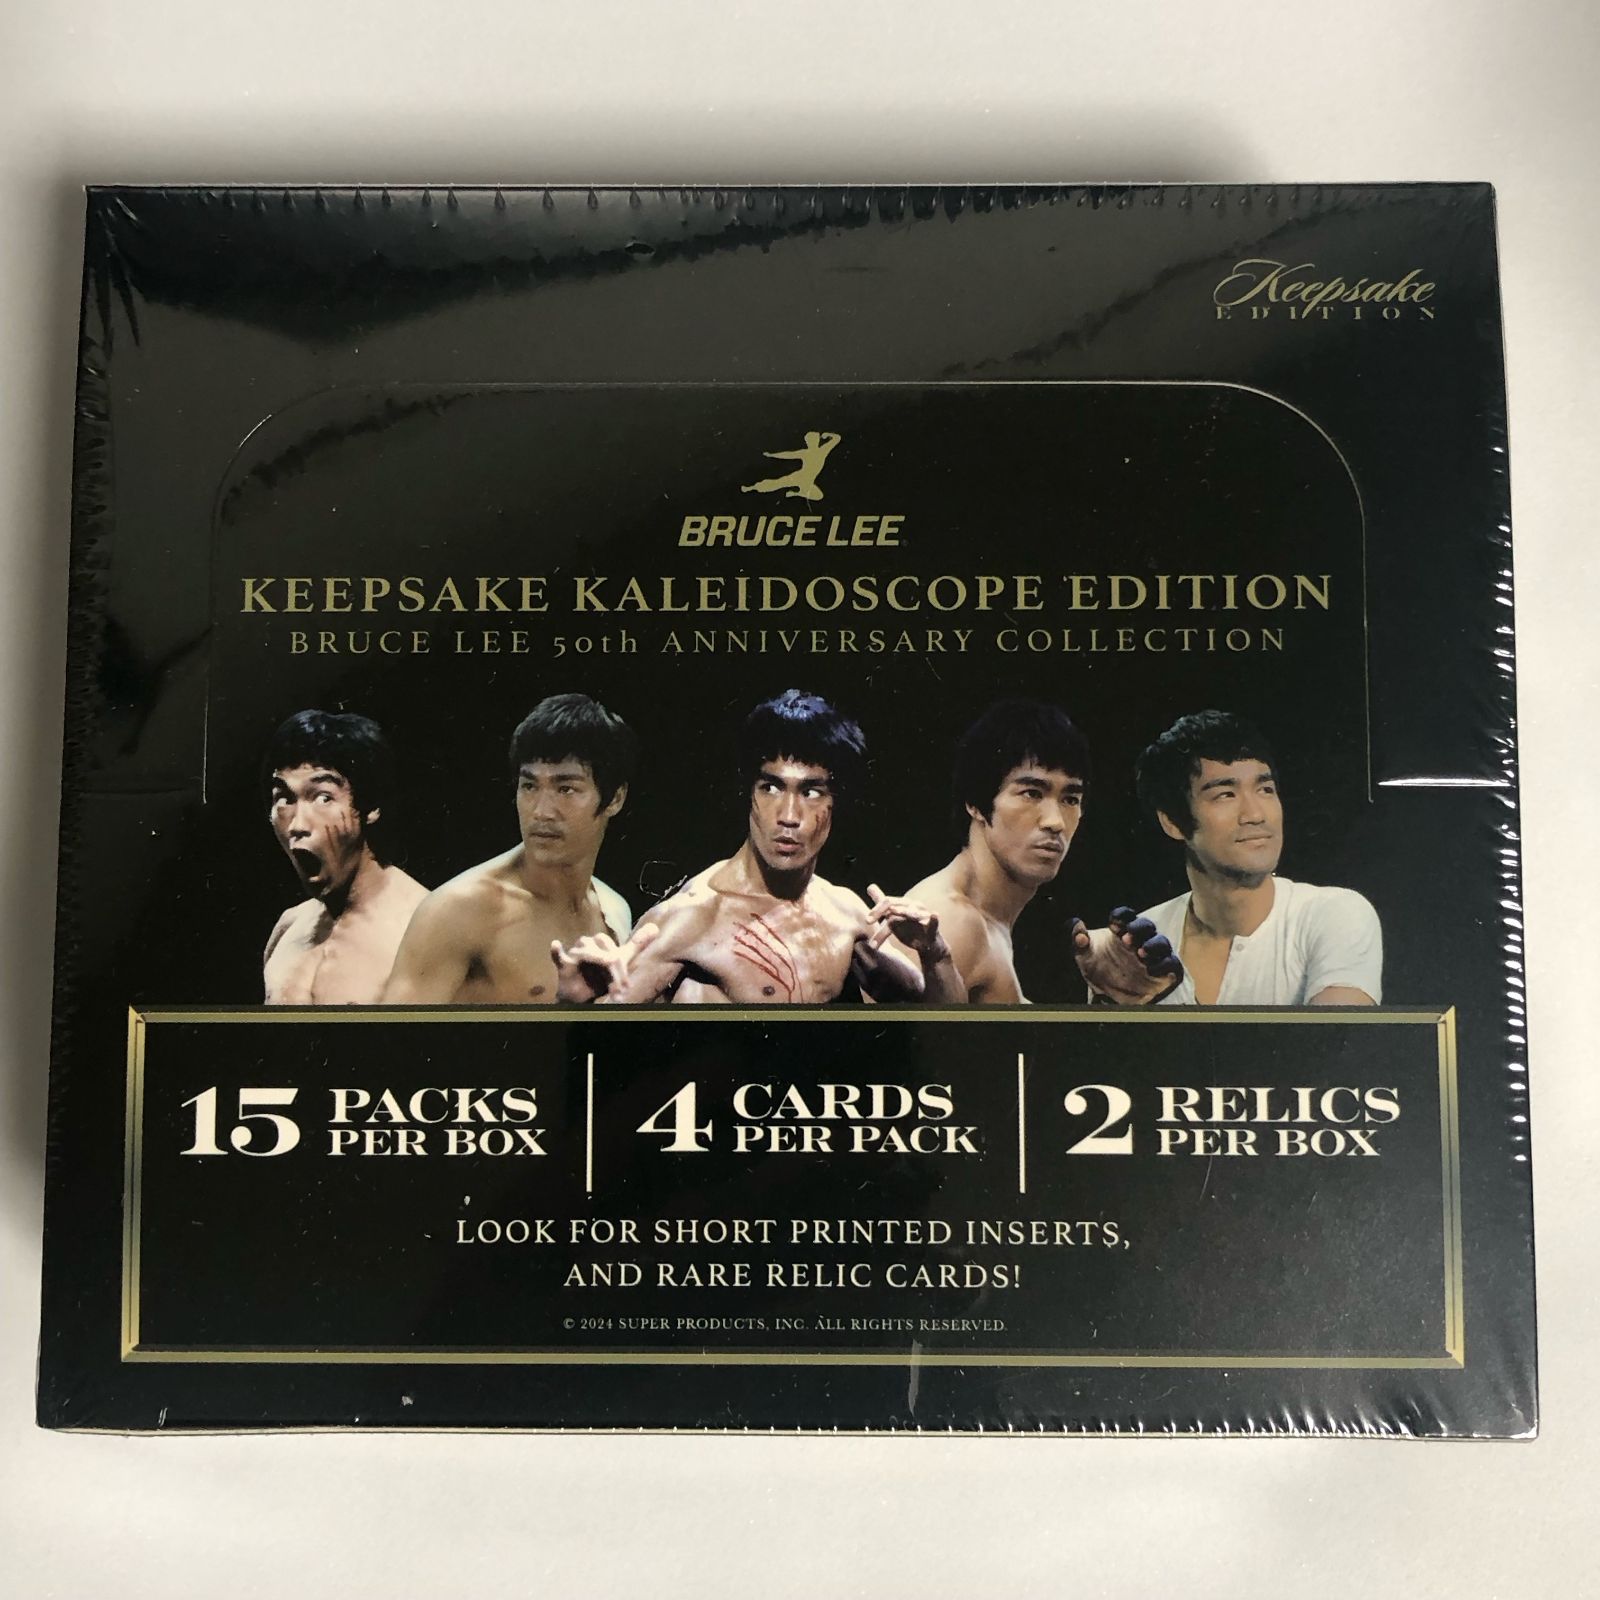 Keepsake
EDITION
BRUCE LEE
KEEPSAKE KALEIDOSCOPE EDITION
BRUCE LEE 50th ANNIVERSARY COLLECTION
15 PACKS PER BOX
4 CARDS PER PACK
2 RELICS PER BOX
LOOK FOR SHORT PRINTED INSERTS,
AND RARE RELIC CARDS!
© 2024 SUPER PRODUCTS, INC. ALL RIGHTS RESERVED.